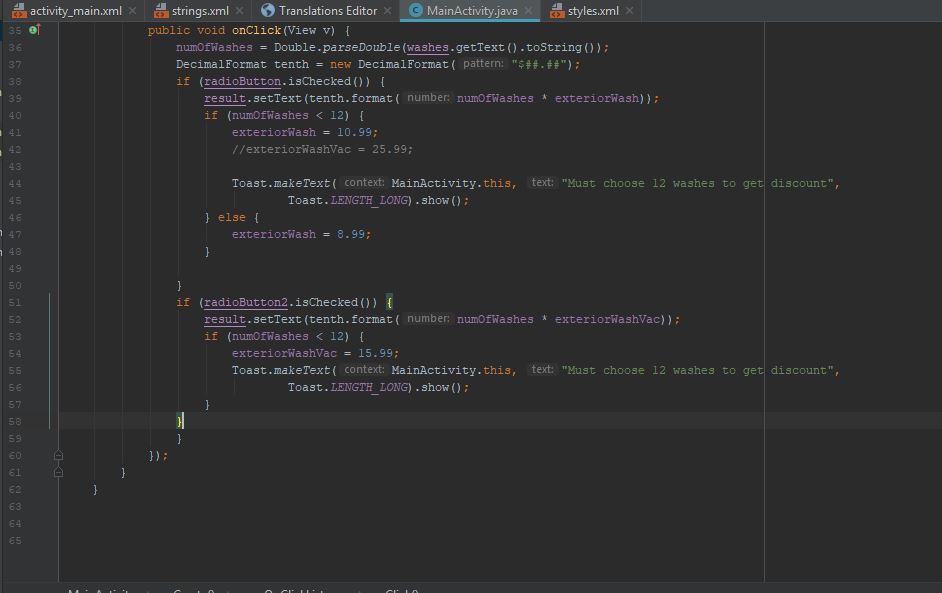 activity_main.xml × strings.xml × Translations Editor × MainActivity.java × styles.xml ×
35 public void onClick(View v) {
36 numOfWashes = Double.parseDouble(washes.getText().toString());
37 DecimalFormat tenth = new DecimalFormat( pattern: "$##.##");
38 if (radioButton.isChecked()) {
39 result.setText(tenth.format( number: numOfWashes * exteriorWash));
40 if (numOfWashes < 12) {
41 exteriorWash = 10.99;
42 //exteriorWashVac = 25.99;
43
44 Toast.makeText( context: MainActivity.this, text: "Must choose 12 washes to get discount",
45 Toast.LENGTH_LONG).show();
46 } else {
47 exteriorWash = 8.99;
48 }
49
50 }
51 if (radioButton2.isChecked()) {
52 result.setText(tenth.format( number: numOfWashes * exteriorWashVac));
53 if (numOfWashes < 12) {
54 exteriorWashVac = 15.99;
55 Toast.makeText( context: MainActivity.this, text: "Must choose 12 washes to get discount",
56 Toast.LENGTH_LONG).show();
57 }
58 }
59 }
60 });
61 }
62 }
63
64
65